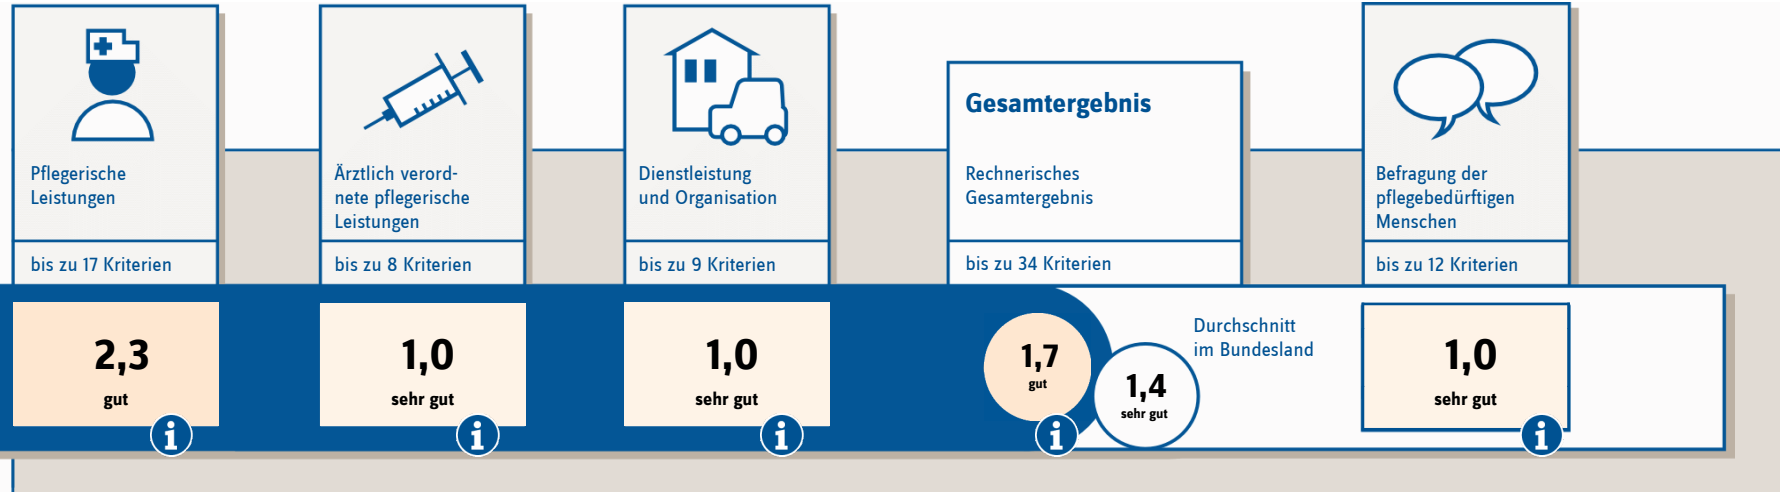 Pflegerische
Leistungen
bis zu 17 Kriterien
2,3
gut
Ärztlich verord-
nete pflegerische
Leistungen
bis zu 8 Kriterien
1,0
sehr gut
Dienstleistung
und Organisation
bis zu 9 Kriterien
1,0
sehr gut
Gesamtergebnis
Rechnerisches
Gesamtergebnis
bis zu 34 Kriterien
1,7
gut
1,4
sehr gut
Durchschnitt
im Bundesland
Befragung der
pflegebedürftigen
Menschen
bis zu 12 Kriterien
1,0
sehr gut